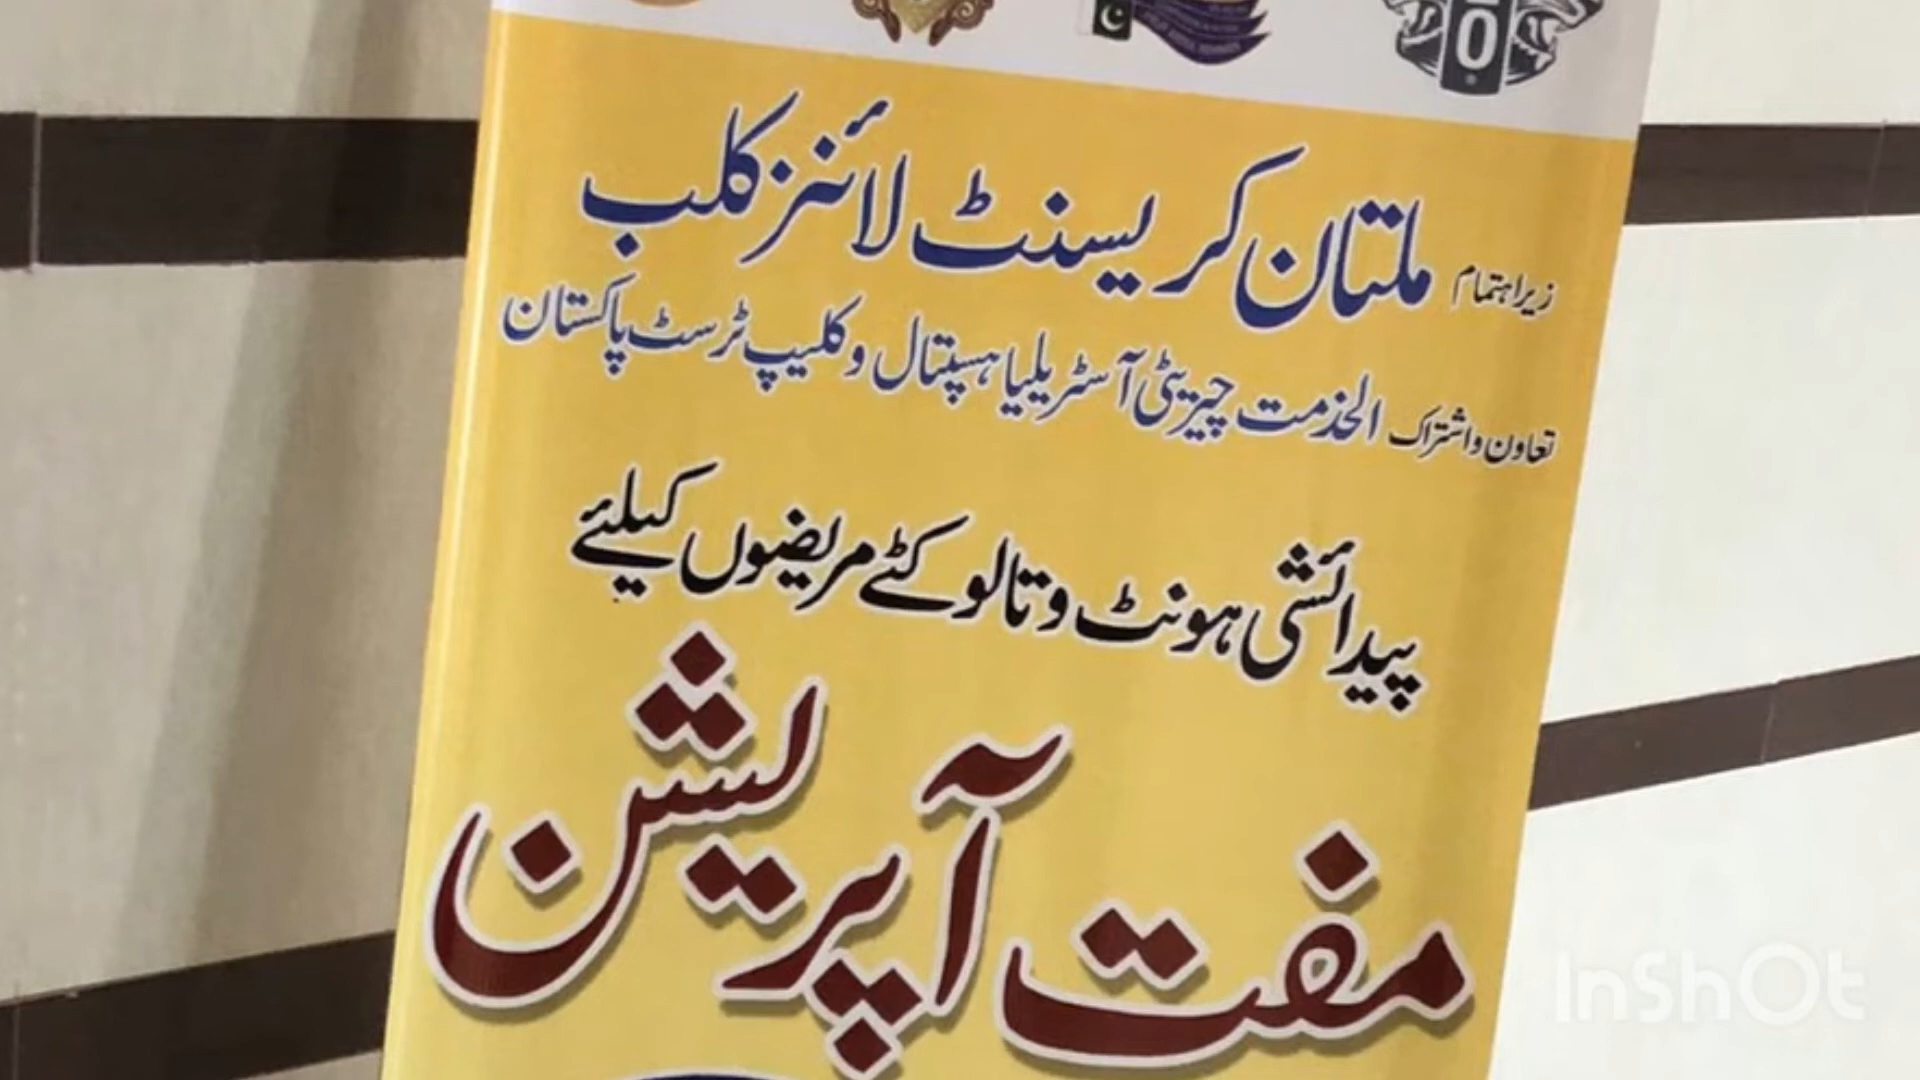 زیر اہتمام ملتان کریسنٹ لائنز کلب
تعاون و اشتراک الخدمت چیریٹی آسٹریلیا ہسپتال و کلیپ ٹرسٹ پاکستان
پیدائشی ہونٹ و تالو کٹے مریضوں کیلئے
مفت آپریشن
InShOt